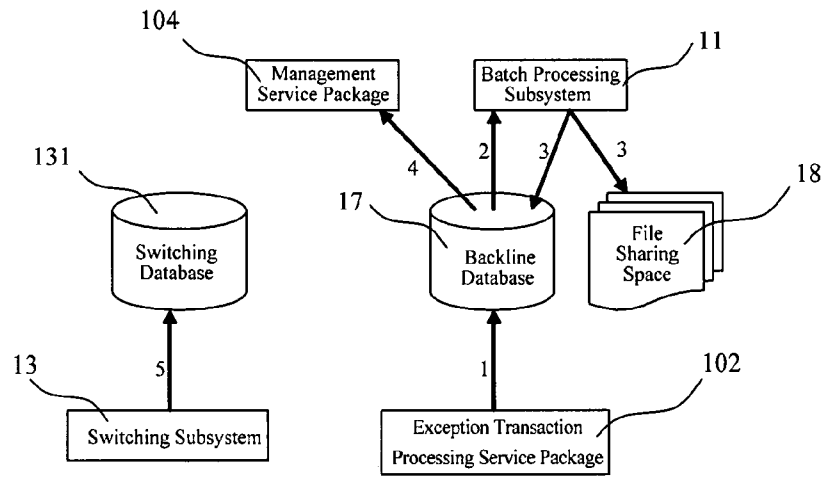 104
11
Management
Service Package
Batch Processing
Subsystem
4
2
3
3
131
17
18
Switching
Database
Backline
Database
File
Sharing
Space
13
5
1
102
Switching Subsystem
Exception Transaction
Processing Service Package